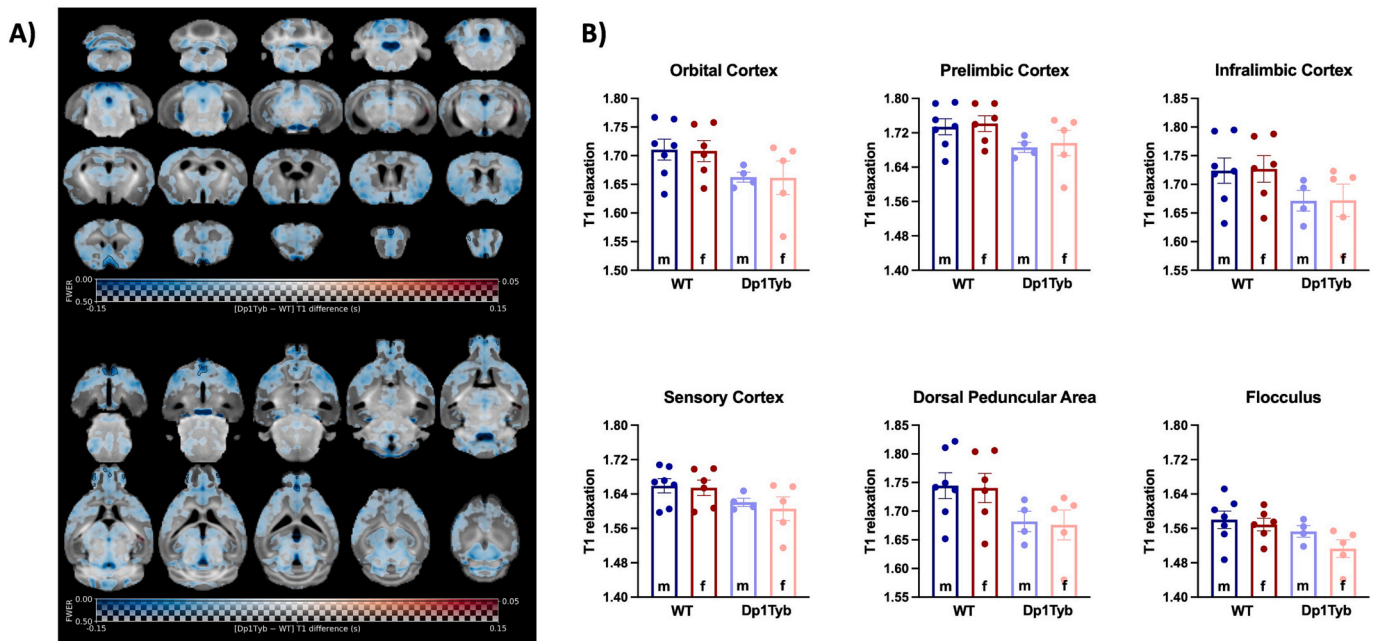 A)
0.00
FWER
0.50
0.05
-0.15
[Dp1Tyb − WT] T1 difference (s)
0.15
0.00
FWER
0.50
0.05
-0.15
[Dp1Tyb − WT] T1 difference (s)
0.15
B)
Orbital Cortex
T1 relaxation
1.80
1.75
1.70
1.65
1.60
1.55
1.50
m f m f
WT Dp1Tyb
Prelimbic Cortex
T1 relaxation
1.80
1.72
1.64
1.56
1.48
1.40
m f m f
WT Dp1Tyb
Infralimbic Cortex
T1 relaxation
1.85
1.80
1.75
1.70
1.65
1.60
1.55
m f m f
WT Dp1Tyb
Sensory Cortex
T1 relaxation
1.80
1.72
1.64
1.56
1.48
1.40
m f m f
WT Dp1Tyb
Dorsal Peduncular Area
T1 relaxation
1.85
1.80
1.75
1.70
1.65
1.60
1.55
m f m f
WT Dp1Tyb
Flocculus
T1 relaxation
1.80
1.72
1.64
1.56
1.48
1.40
m f m f
WT Dp1Tyb